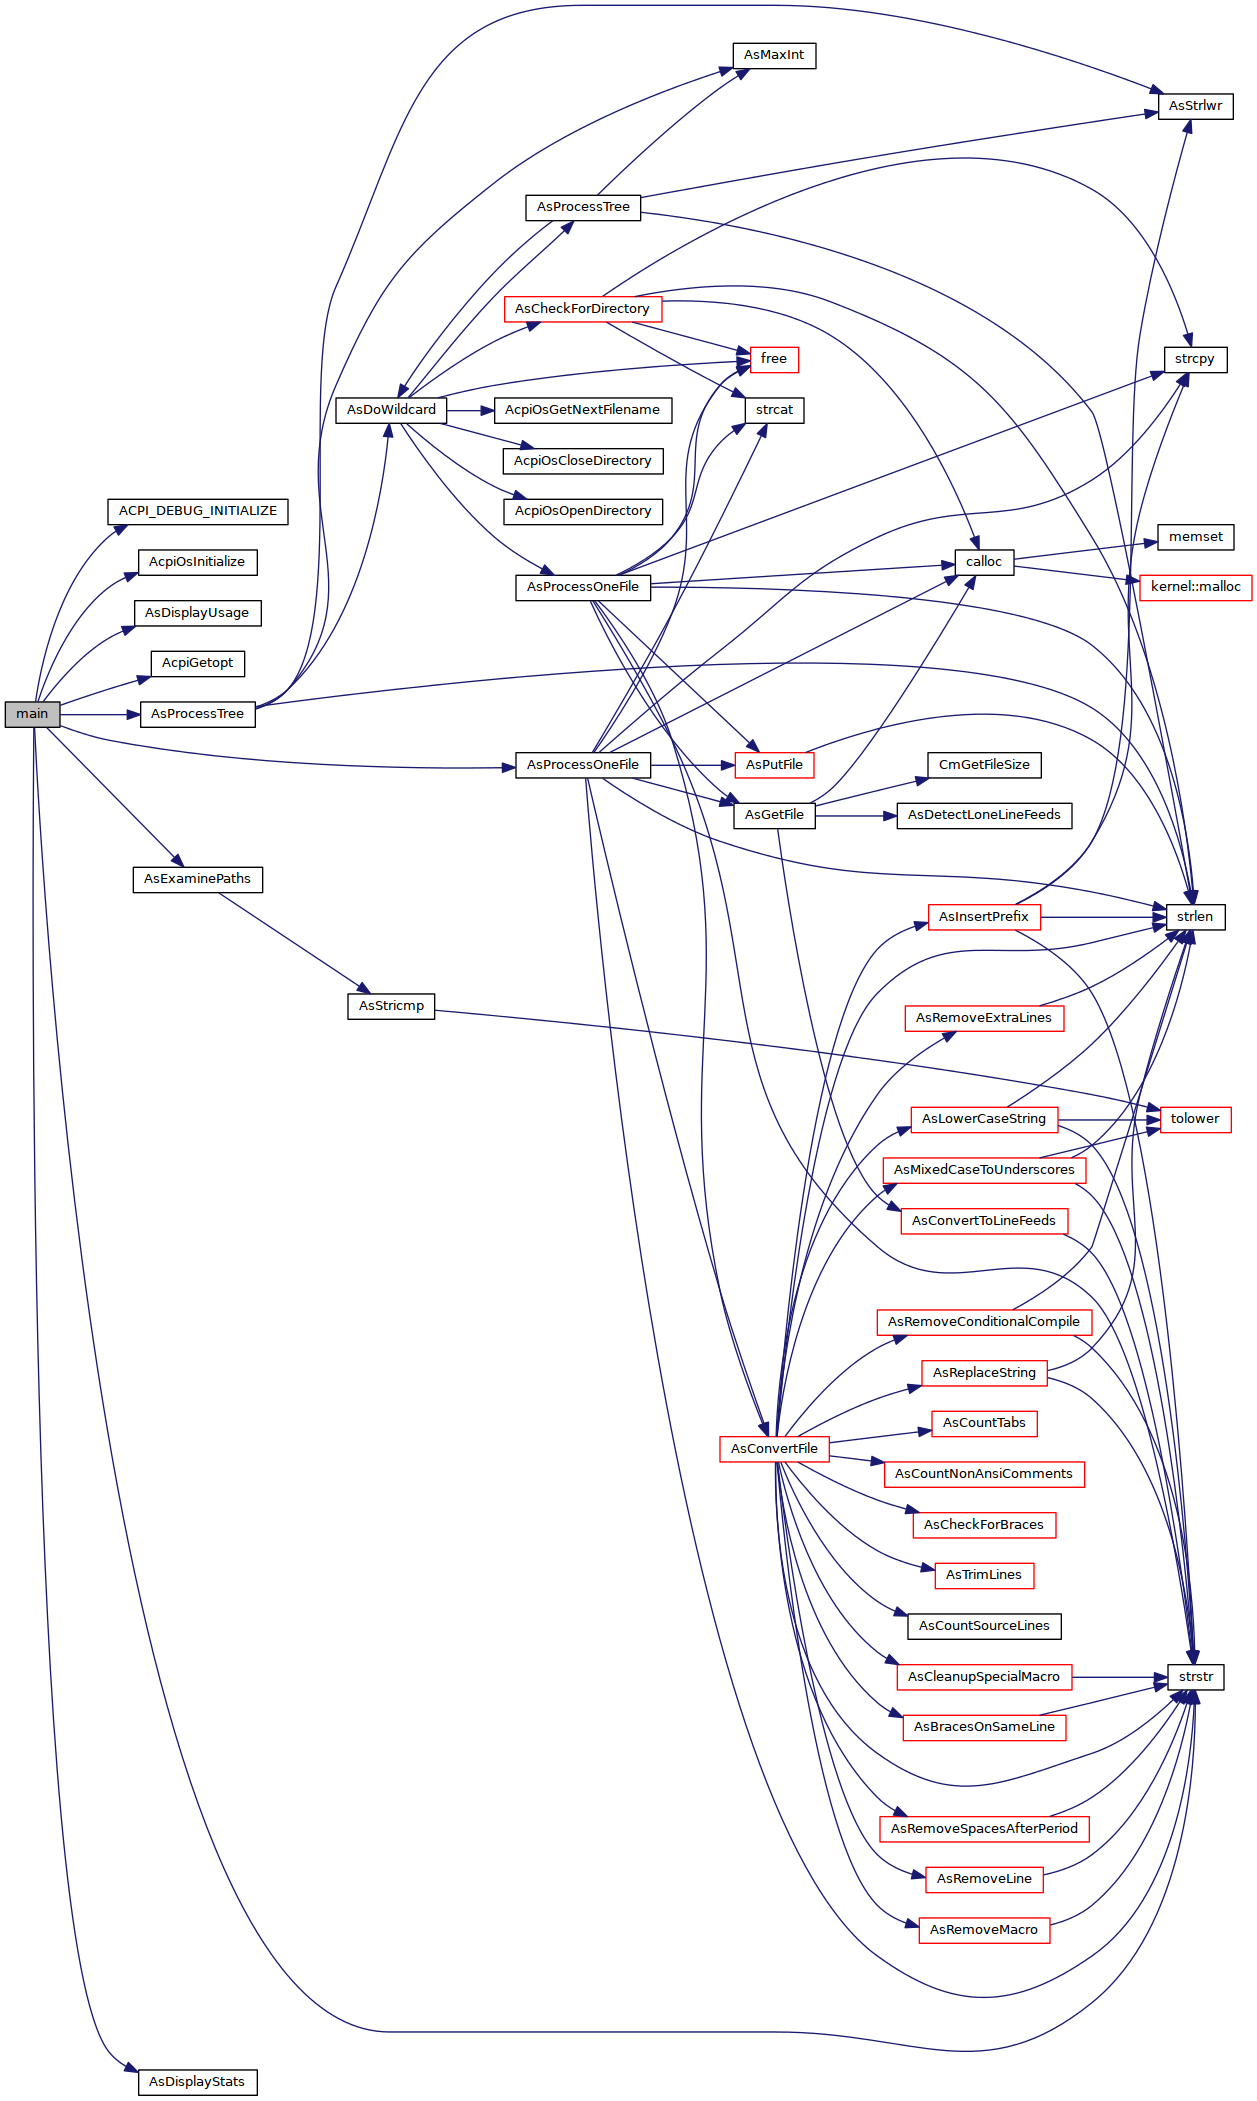 AsMaxInt
AsStrlwr
AsProcessTree
AsCheckForDirectory
free
strcpy
AsDoWildcard
AcpiOsGetNextFilename
strcat
AcpiOsCloseDirectory
ACPI_DEBUG_INITIALIZE
AcpiOsOpenDirectory
memset
AcpiOsInitialize
calloc
AsProcessOneFile
kernel::malloc
AsDisplayUsage
AcpiGetopt
main
AsProcessTree
AsProcessOneFile
AsPutFile
CmGetFileSize
AsGetFile
AsDetectLoneLineFeeds
AsExaminePaths
AsInsertPrefix
strlen
AsStricmp
AsRemoveExtraLines
AsLowerCaseString
tolower
AsMixedCaseToUnderscores
AsConvertToLineFeeds
AsRemoveConditionalCompile
AsReplaceString
AsCountTabs
AsConvertFile
AsCountNonAnsiComments
AsCheckForBraces
AsTrimLines
AsCountSourceLines
AsCleanupSpecialMacro
strstr
AsBracesOnSameLine
AsRemoveSpacesAfterPeriod
AsRemoveLine
AsRemoveMacro
AsDisplayStats